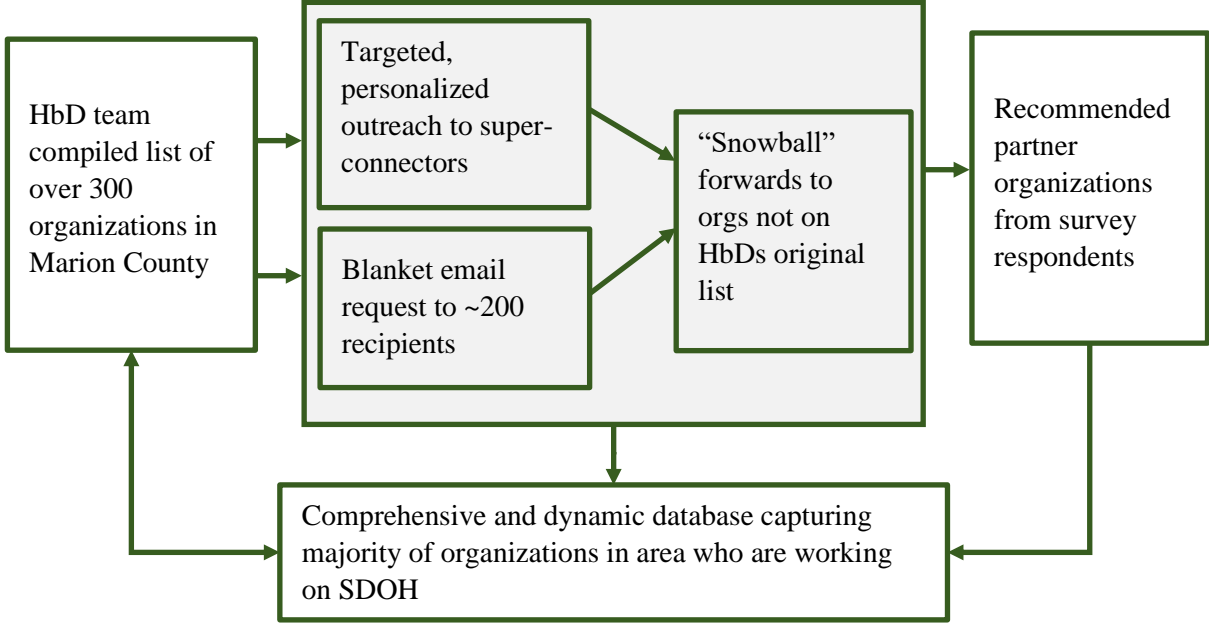 HbD team
compiled list of
over 300
organizations in
Marion County
Targeted,
personalized
outreach to super-
connectors
Blanket email
request to ~200
recipients
“Snowball”
forwards to
orgs not on
HbDs original
list
Recommended
partner
organizations
from survey
respondents
Comprehensive and dynamic database capturing
majority of organizations in area who are working
on SDOH